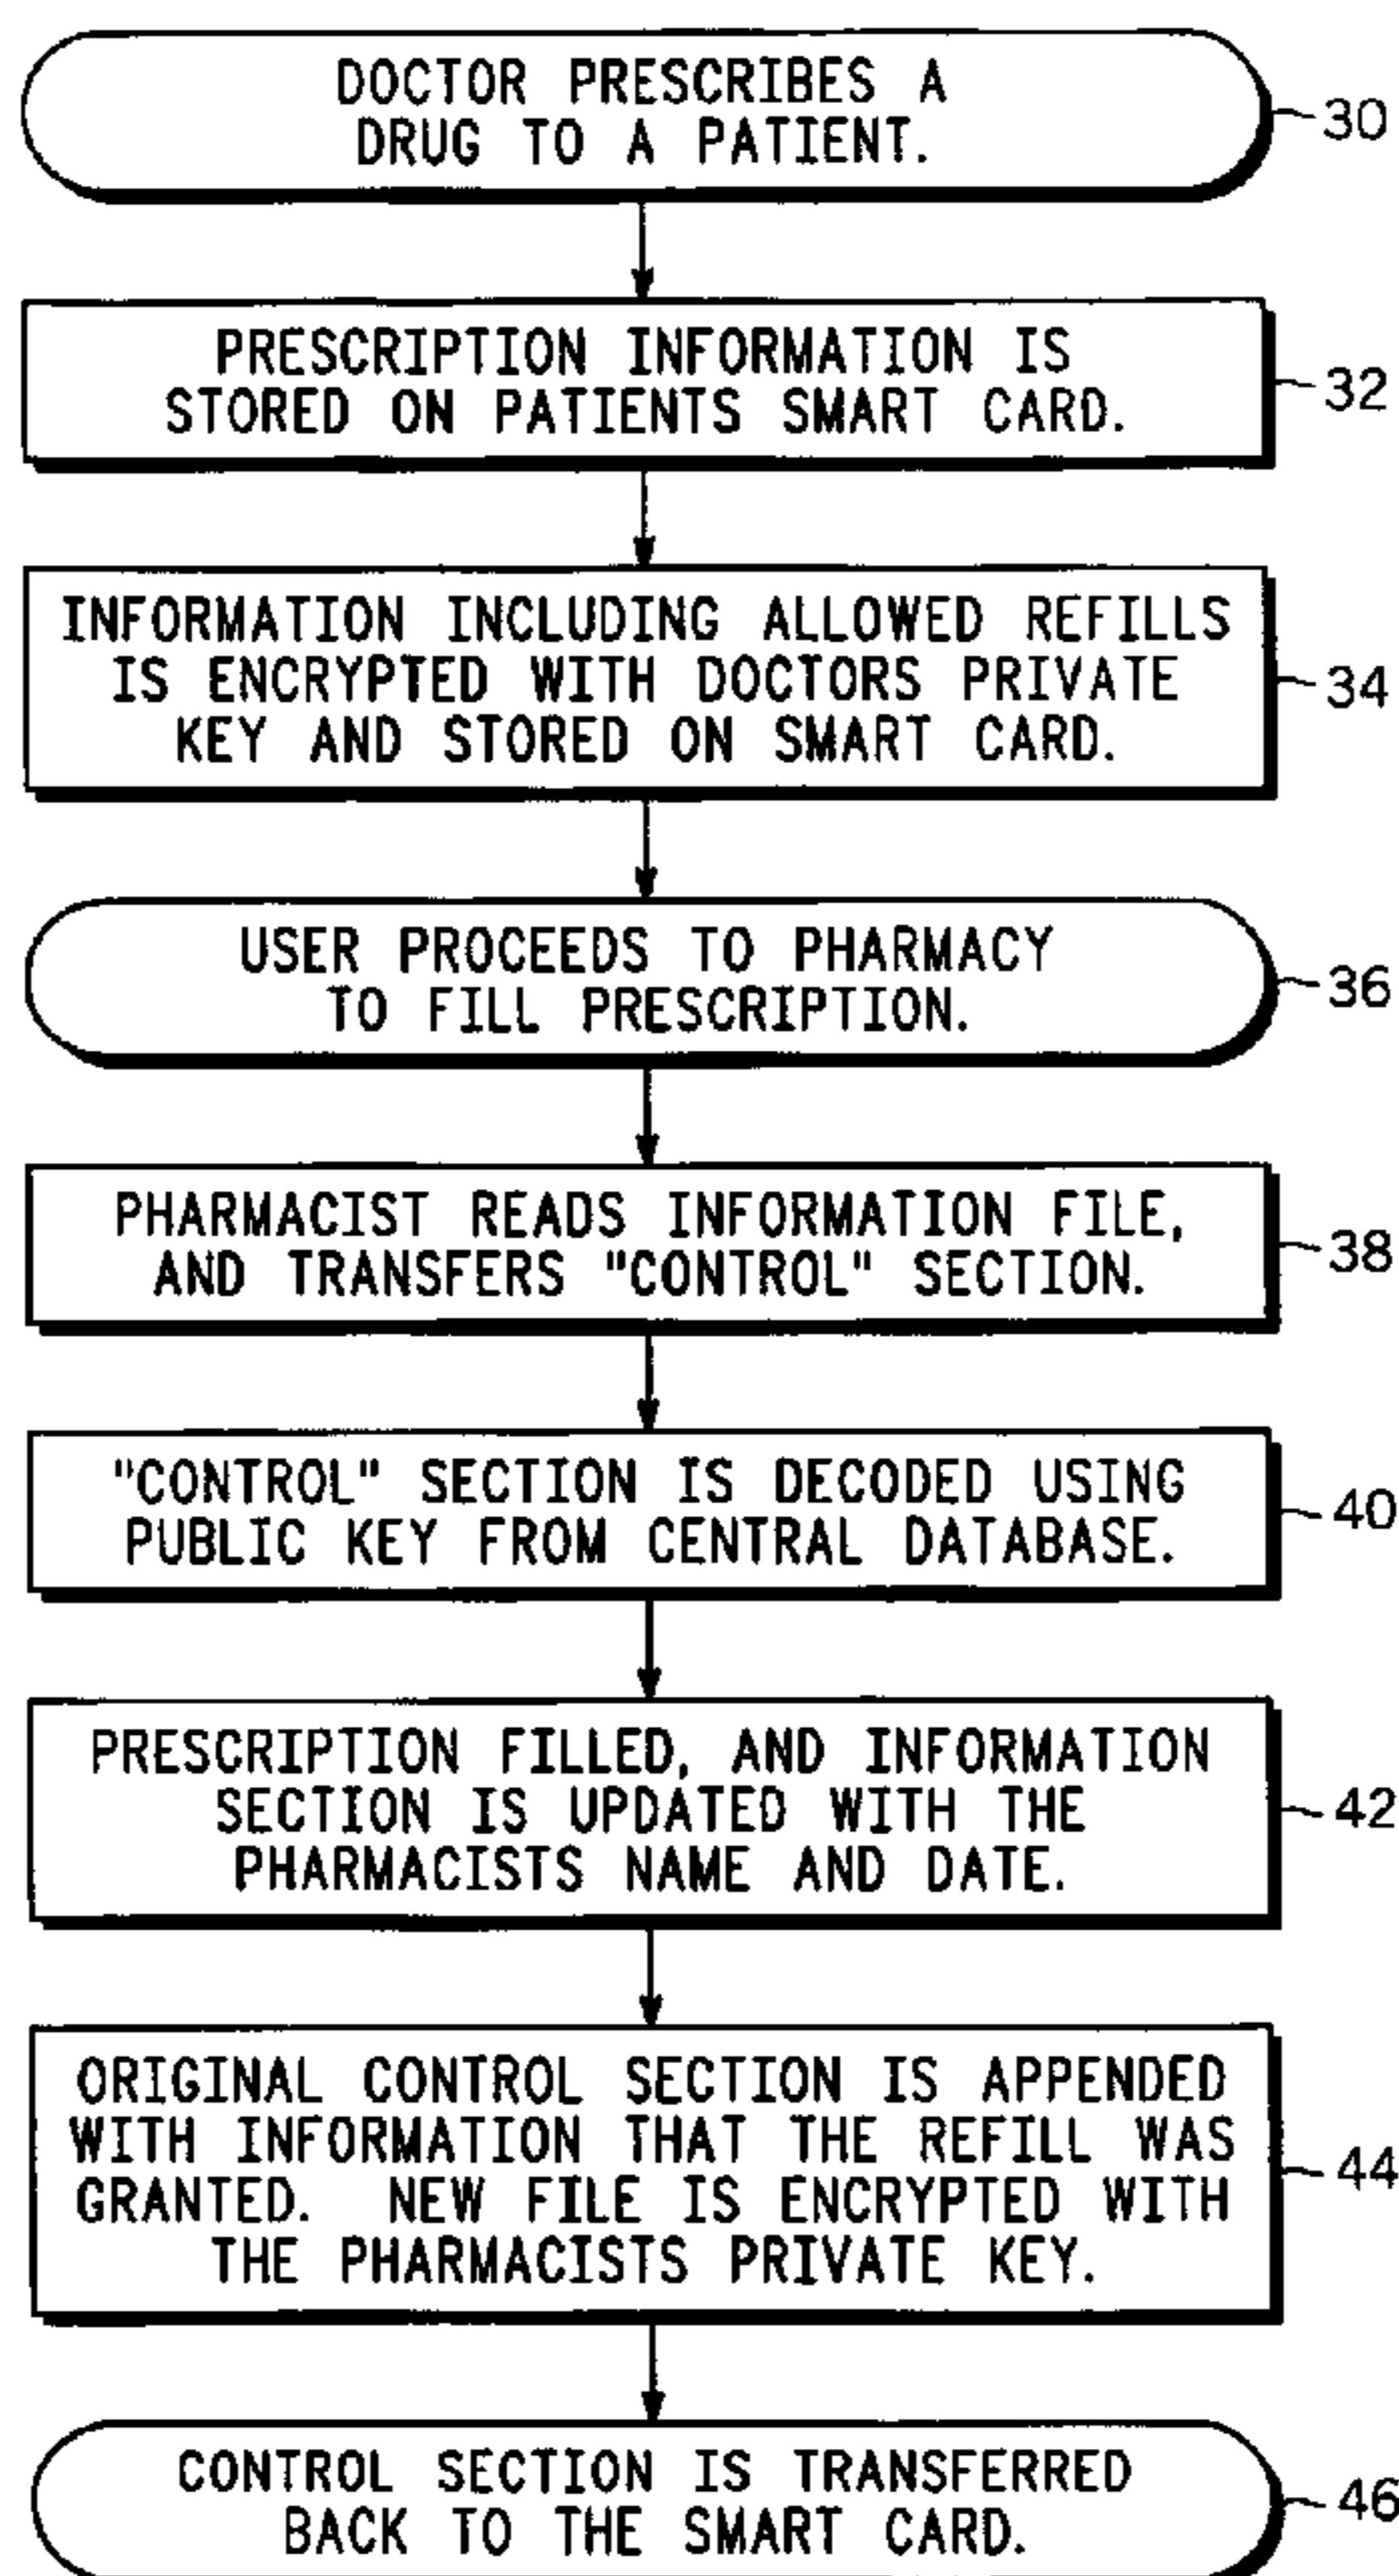 DOCTOR PRESCRIBES A
DRUG TO A PATIENT.
30
PRESCRIPTION INFORMATION IS
STORED ON PATIENTS SMART CARD.
32
INFORMATION INCLUDING ALLOWED REFILLS
IS ENCRYPTED WITH DOCTORS PRIVATE
KEY AND STORED ON SMART CARD.
34
USER PROCEEDS TO PHARMACY
TO FILL PRESCRIPTION.
36
PHARMACIST READS INFORMATION FILE,
AND TRANSFERS "CONTROL" SECTION.
38
"CONTROL" SECTION IS DECODED USING
PUBLIC KEY FROM CENTRAL DATABASE.
40
PRESCRIPTION FILLED, AND INFORMATION
SECTION IS UPDATED WITH THE
PHARMACISTS NAME AND DATE.
42
ORIGINAL CONTROL SECTION IS APPENDED
WITH INFORMATION THAT THE REFILL WAS
GRANTED. NEW FILE IS ENCRYPTED WITH
THE PHARMACISTS PRIVATE KEY.
44
CONTROL SECTION IS TRANSFERRED
BACK TO THE SMART CARD.
46